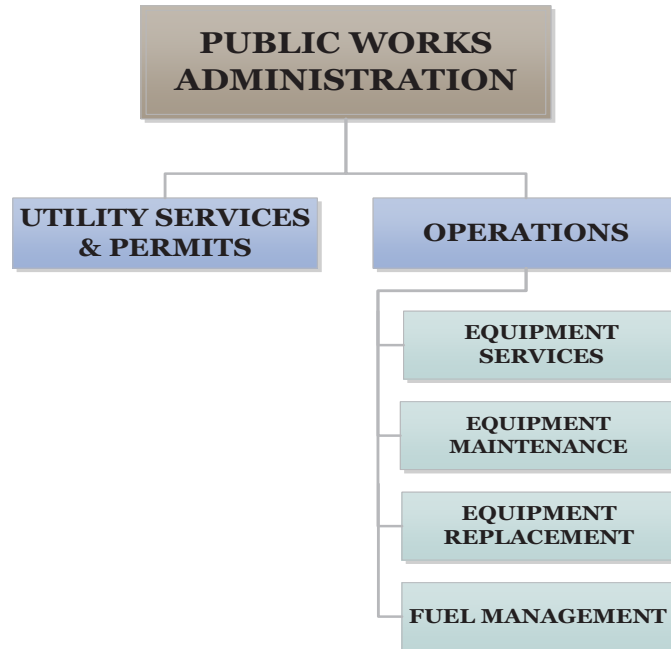 PUBLIC WORKS
ADMINISTRATION
UTILITY SERVICES
& PERMITS
OPERATIONS
EQUIPMENT
SERVICES
EQUIPMENT
MAINTENANCE
EQUIPMENT
REPLACEMENT
FUEL MANAGEMENT